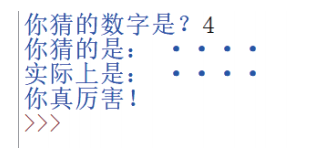 你猜的数字是？4
你猜的是： • • • •
实际上是： • • • •
你真厉害！
>>>